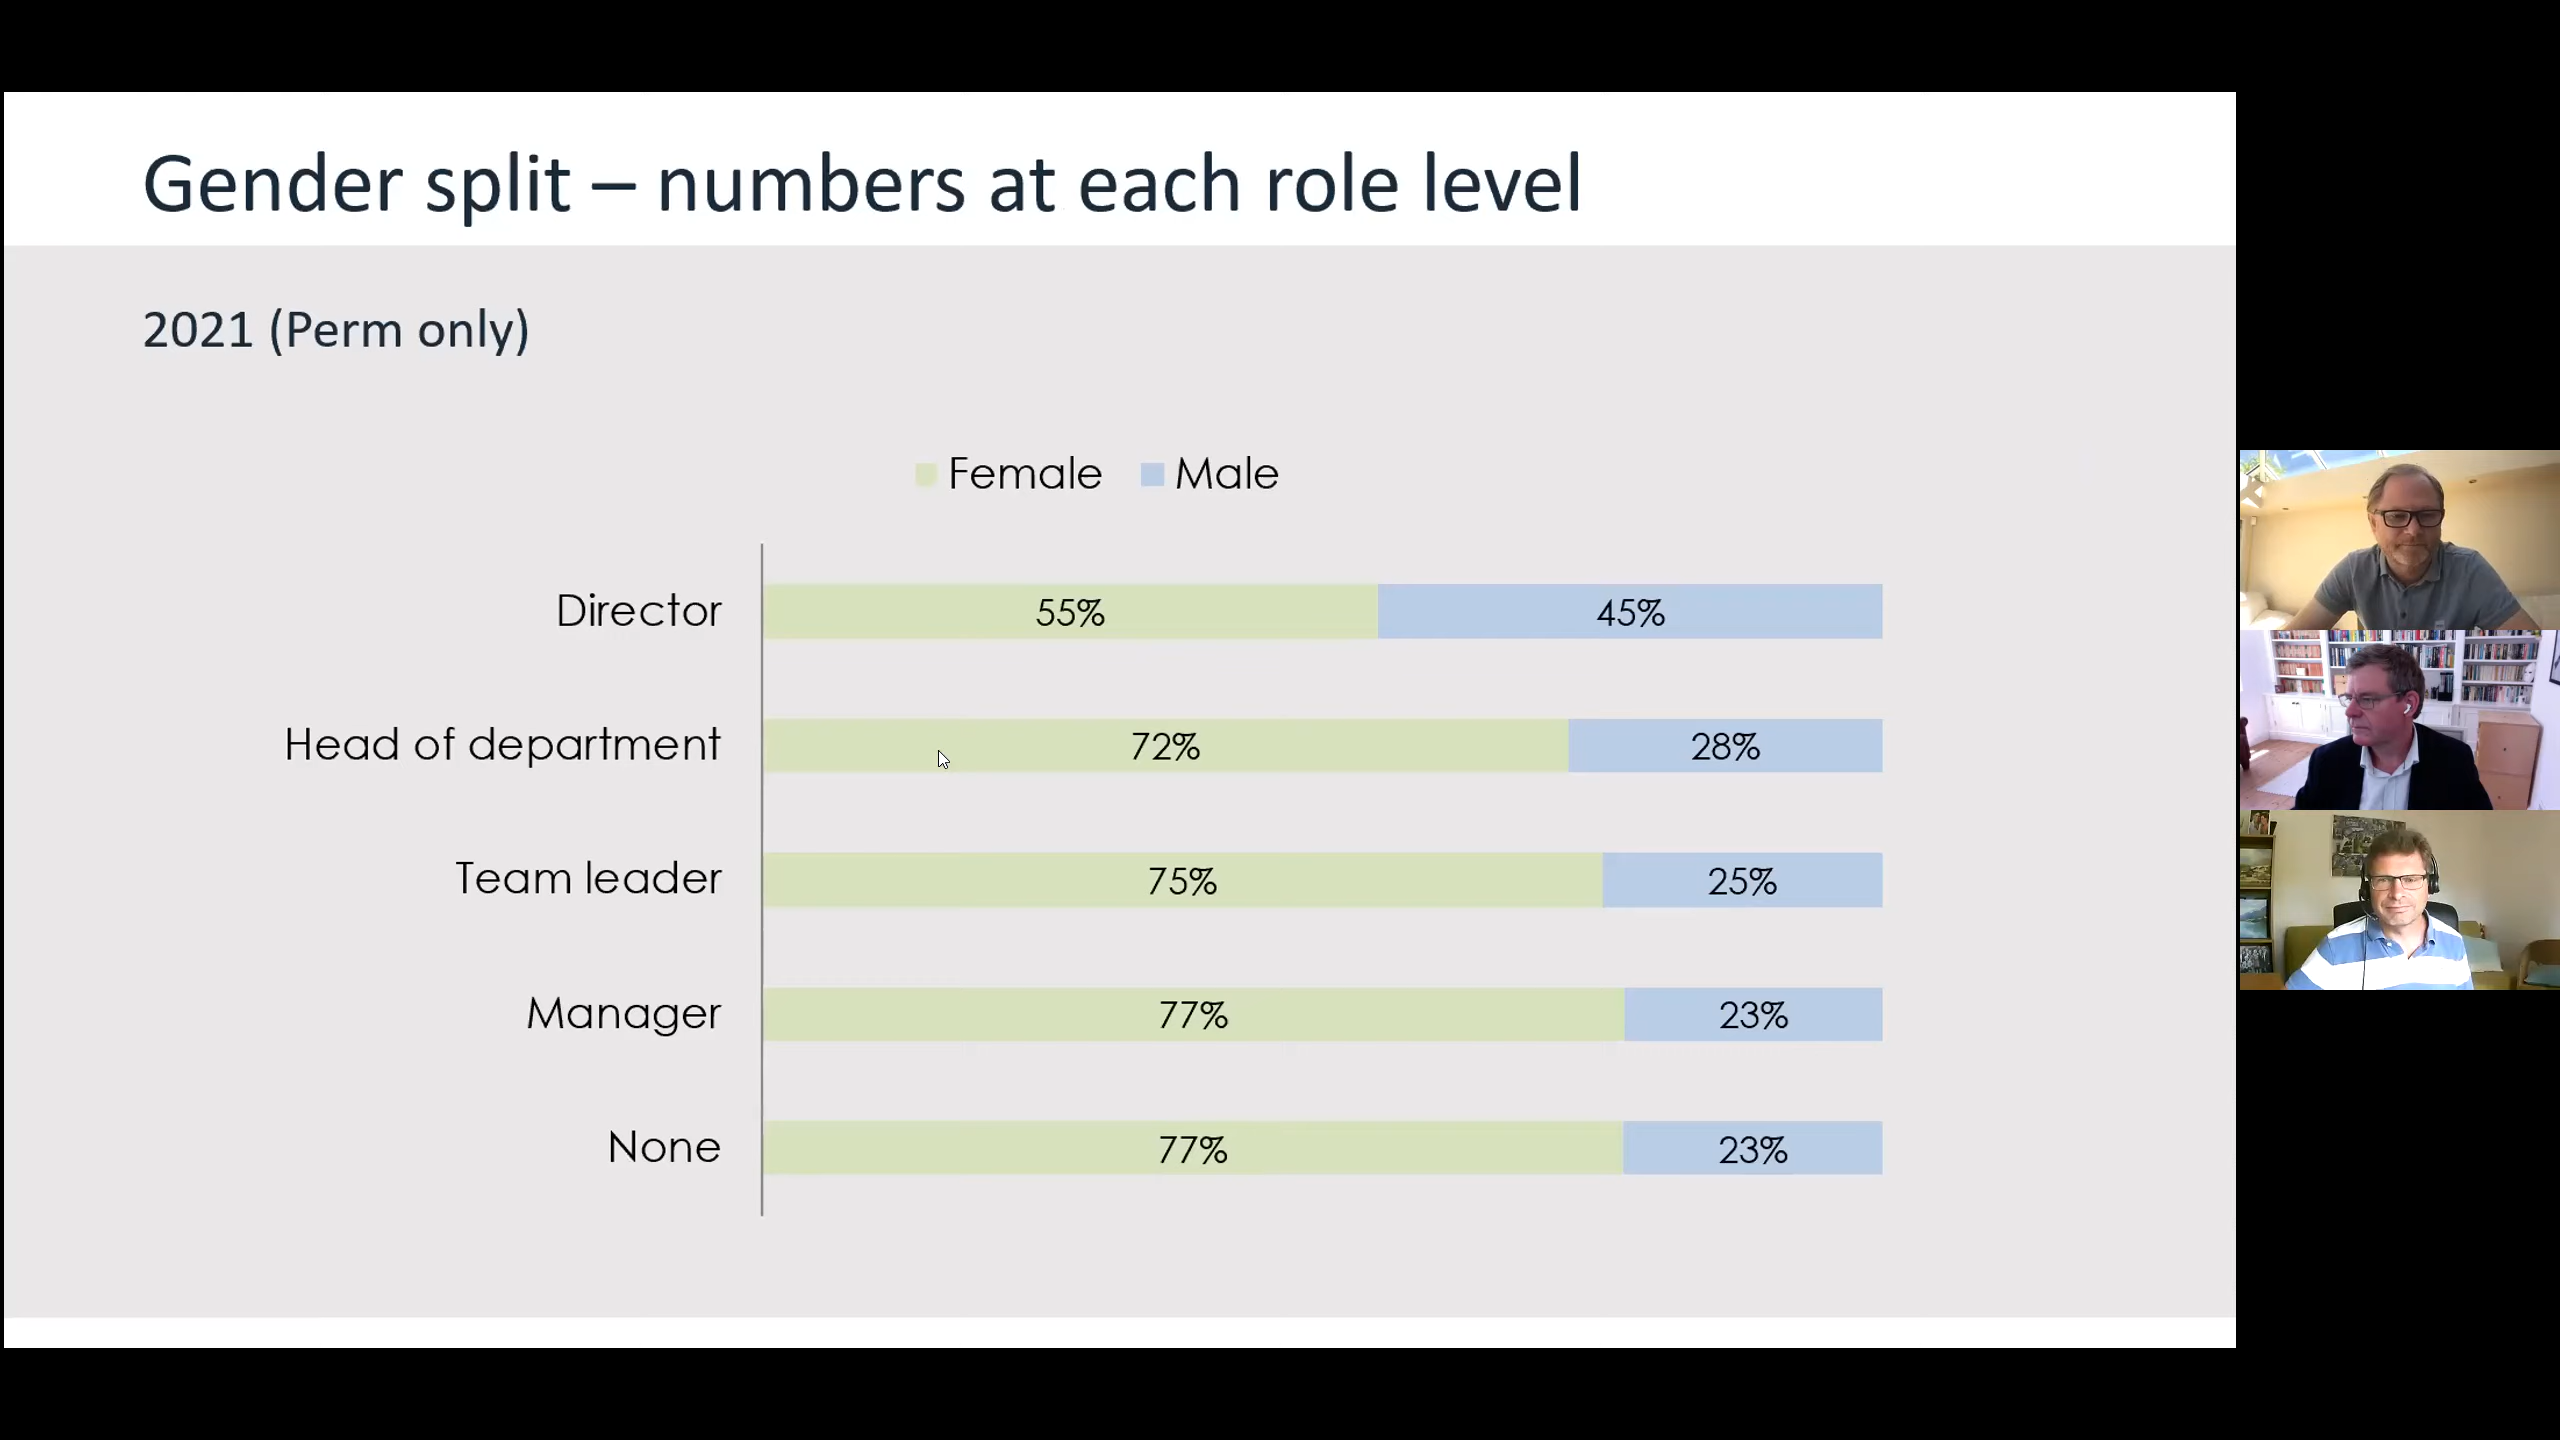 Gender split – numbers at each role level
2021 (Perm only)
Female Male
Director 55% 45%
Head of department 72% 28%
Team leader 75% 25%
Manager 77% 23%
None 77% 23%